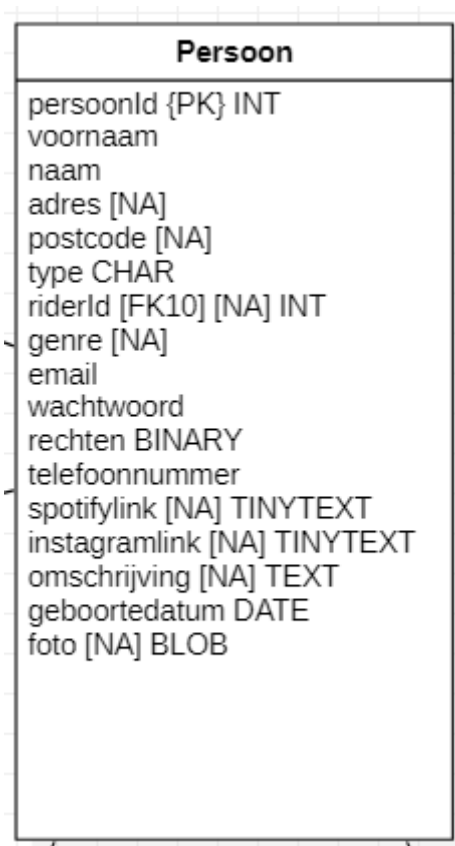 Persoon
persoonId {PK} INT
voornaam
naam
adres [NA]
postcode [NA]
type CHAR
riderId [FK10] [NA] INT
genre [NA]
email
wachtwoord
rechten BINARY
telefoonnummer
spotifylink [NA] TINYTEXT
instagramlink [NA] TINYTEXT
omschrijving [NA] TEXT
geboortedatum DATE
foto [NA] BLOB